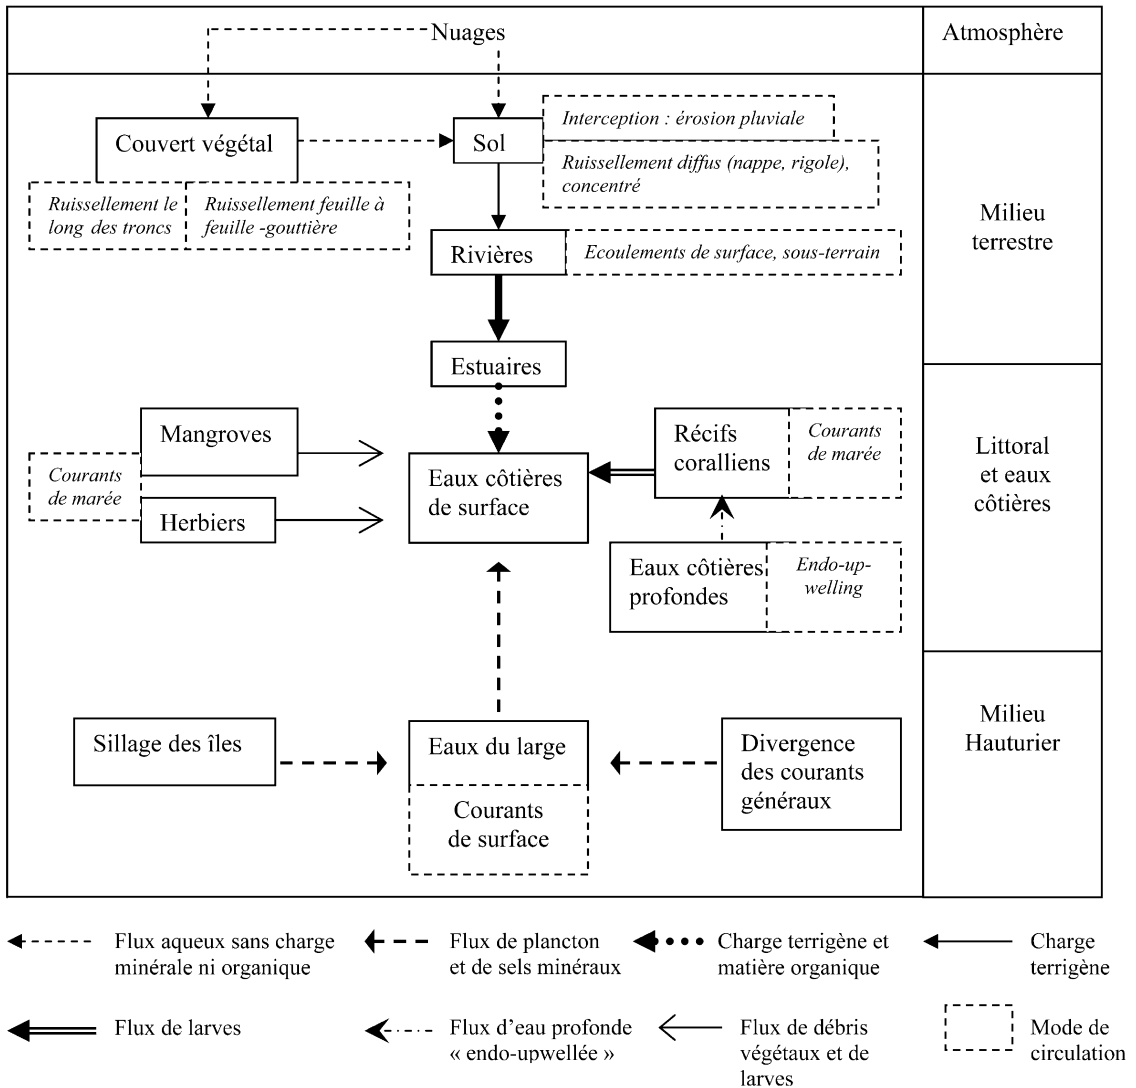 Nuages
Atmosphère
Couvert végétal
Sol
Interception : érosion pluviale
Ruissellement diffus (nappe, rigole),
concentré
Ruissellement le
long des troncs
Ruissellement feuille à
feuille -gouttière
Milieu
terrestre
Rivières
Ecoulements de surface, sous-terrain
Estuaires
Mangroves
Courants
de marée
Herbiers
Eaux côtières
de surface
Récifs
coralliens
Courants
de marée
Eaux côtières
profondes
Endo-up-
welling
Littoral
et eaux
côtières
Sillage des îles
Eaux du large
Courants
de surface
Divergence
des courants
généraux
Milieu
Hauturier
Flux aqueux sans charge
minérale ni organique
Flux de plancton
et de sels minéraux
Charge terrigène et
matière organique
Charge
terrigène
Flux de larves
Flux d’eau profonde
« endo-upwellée »
Flux de débris
végétaux et de
larves
Mode de
circulation